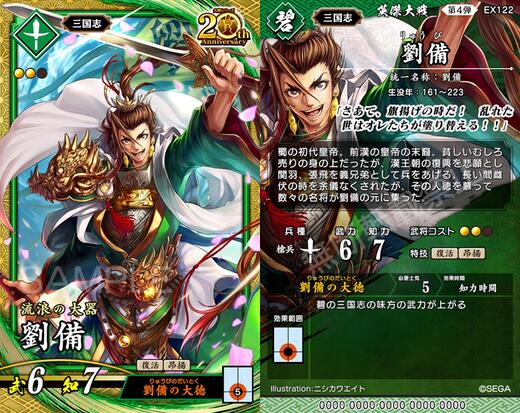 三国志
20th
Anniversary
SAMPLE
流浪の大器
劉備
復活 昂揚
武6 知7
りゅうびのだいとく
劉備の大徳
5
碧
三国志
英傑大戦
第4弾
EX122
りゅうび
劉備
統一名称:劉備
生没年:161〜223
「さあて、旗揚げの時だ! 乱れた
世はオレたちが塗り替える!!」
蜀の初代皇帝。前漢の皇帝の末裔。貧しいむしろ
売りの身の上だったが、漢王朝の復興を悲願とし
関羽、張飛を義兄弟として兵をあげる。長い間雌
伏の時を余儀なくされたが、その人徳を慕って
数々の名将が劉備の元に集った。
兵種 武力 知力 武将コスト
槍兵 6 7 特技 復活 昂揚
りゅうびのだいとく 必要士気 効果時間
劉備の大徳 5 知力時間
碧の三国志の味方の武力が上がる
効果範囲
Illustration:ニシカワエイト
©SEGA
0000-0000-0000-0000-0000